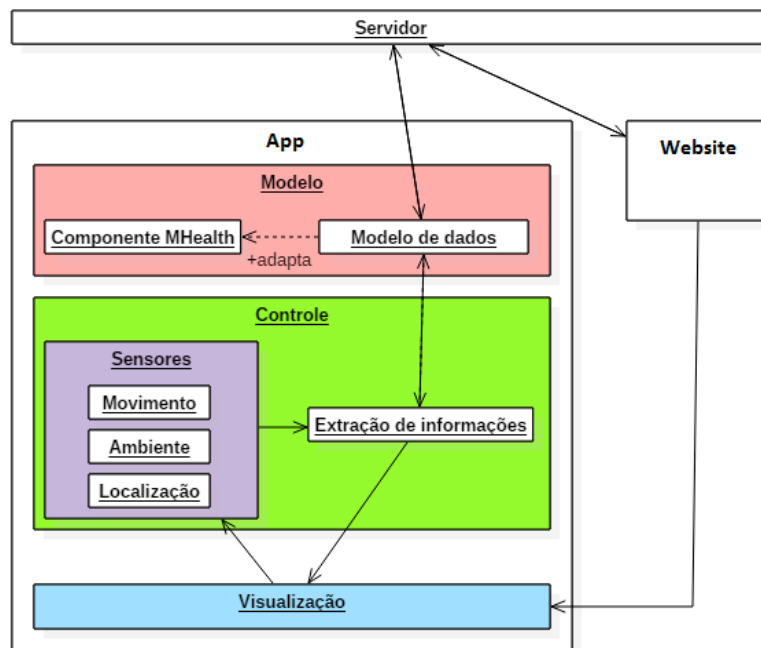 Servidor
App
Website
Modelo
Componente MHealth
Modelo de dados
+adapta
Controle
Sensores
Movimento
Extração de informações
Ambiente
Localização
Visualização